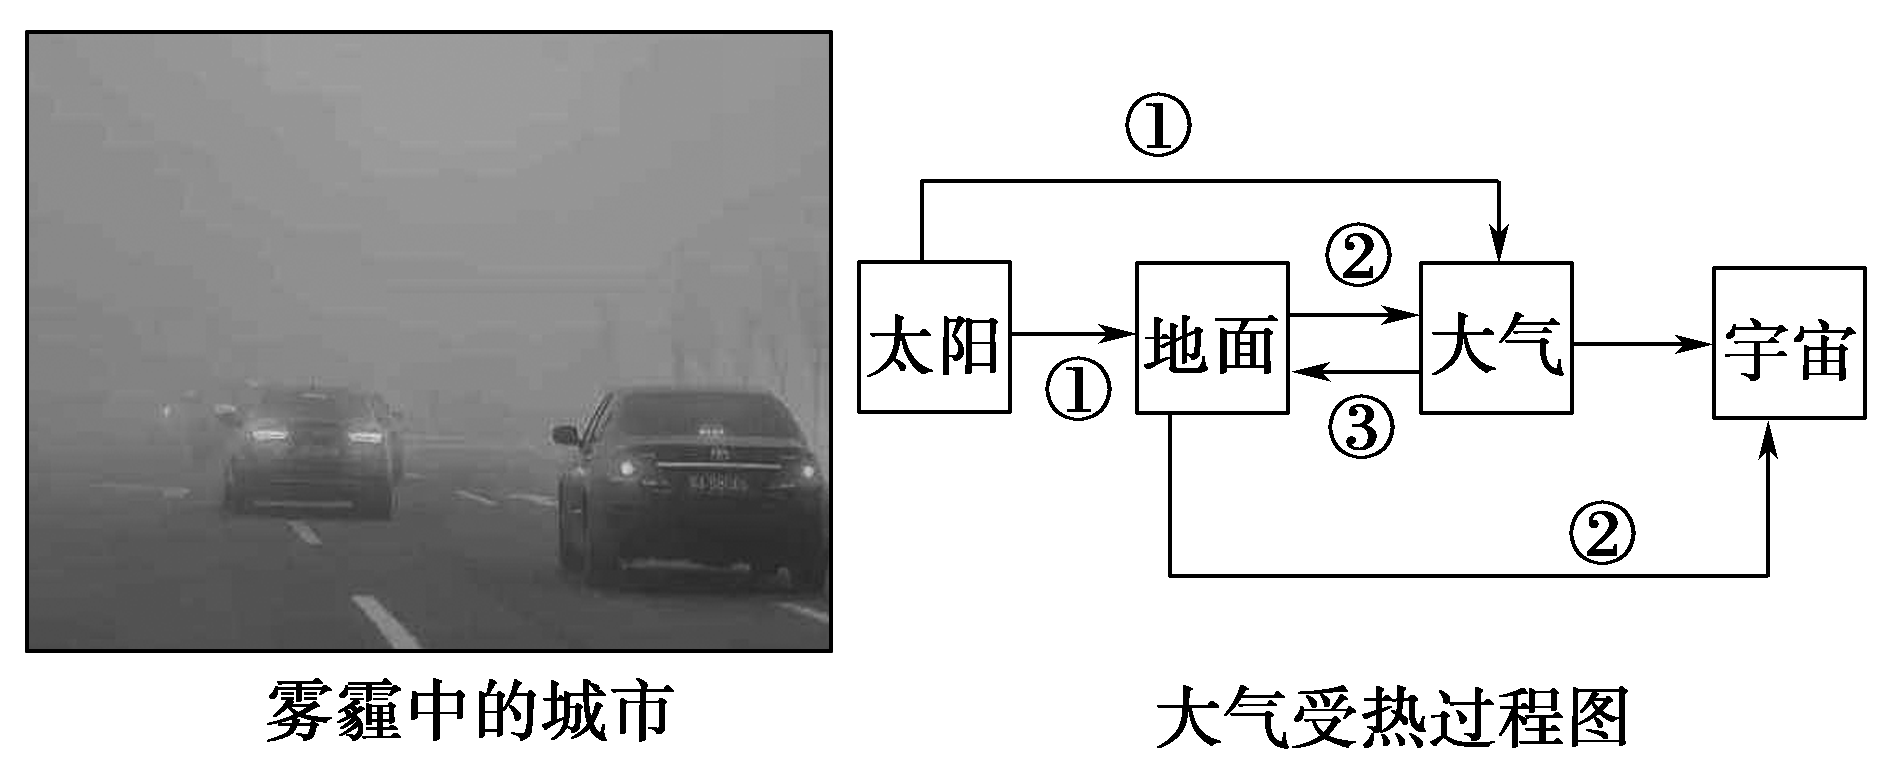 ①
②
太阳
地面
大气
宇宙
①
③
②
雾霾中的城市
大气受热过程图